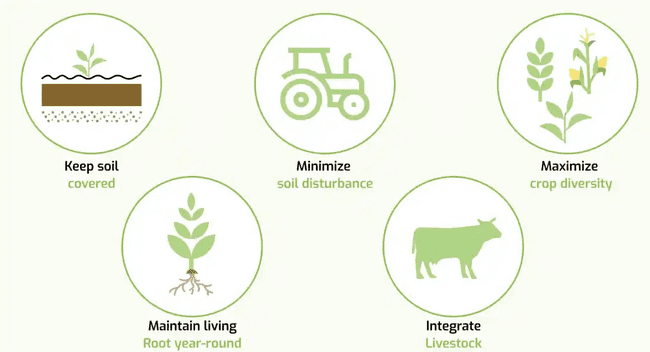 Keep soil
covered
Minimize
soil disturbance
Maximize
crop diversity
Maintain living
Root year-round
Integrate
Livestock